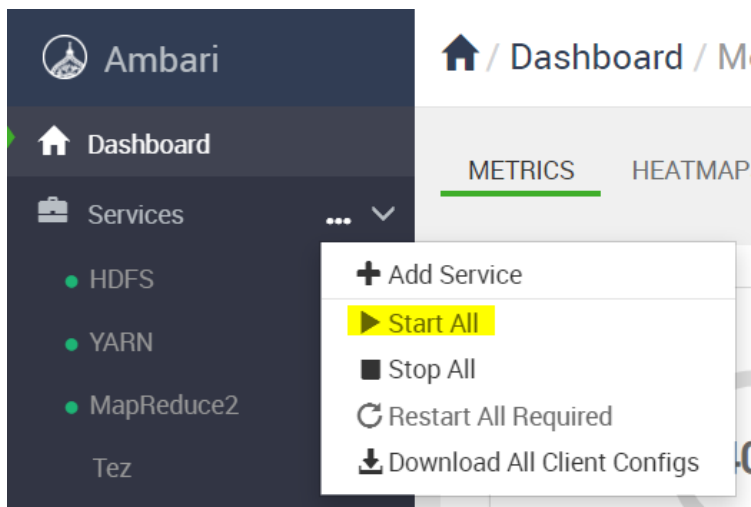 Ambari
/ Dashboard /
Dashboard
METRICS
Services
...
HDFS
YARN
MapReduce2
Tez
Add Service
Start All
Stop All
Restart All Required
Download All Client Configs